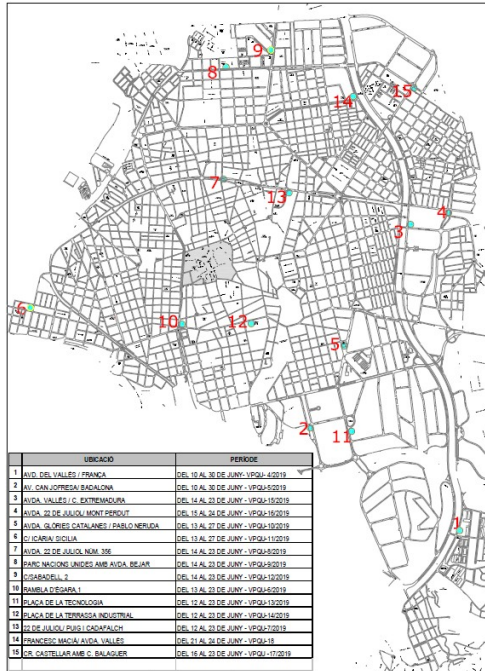 9
8
15
14
7
13
4
3
6
10
12
5
2
11
1
UBICACIÓ PERÍODE
1 AVD. DEL VALLES / FRANÇA DEL 10 AL 30 DE JUNY- VPQU- 4/2019
2 AV. CAN JOFRESA/ BADALONA DEL 10 AL 30 DE JUNY -VPQU-5/2019
3 AVDA. VALLÉS / C. EXTREMADURA DEL 14 AL 23 DE JUNY - VPQU-15/2019
4 AVDA. 22 DE JULIOL/ MONT PERDUT DEL 15 AL 24 DE JUNY - VPQU-16/2019
5 AVDA. GLÒRIES CATALANES / PABLO NERUDA DEL 13 AL 27 DE JUNY - VPQU-10/2019
6 C/ ICÀRIA/ SICILIA DEL 13 AL 27 DE JUNY - VPQU-11/2019
7 AVDA. 22 DE JULIOL NÚM. 356 DEL 14 AL 23 DE JUNY - VPQU-8/2019
8 PARC NACIONS UNIDES AMB AVDA. BEJAR DEL 14 AL 23 DE JUNY - VPQU-9/2019
9 C/SABADELL, 2 DEL 14 AL 23 DE JUNY - VPQU-12/2019
10 RAMBLA D'ÈGARA,1 DEL 13 AL 23 DE JUNY - VPQU-6/2019
11 PLAÇA DE LA TECNOLOGIA DEL 12 AL 23 DE JUNY - VPQU-13/2019
12 PLAÇA DE LA TERRASSA INDUSTRIAL DEL 12 AL 23 DE JUNY - VPQU-14/2019
13 22 DE JULIOL/ PUIG I CADAFALCH DEL 12 AL 23 DE JUNY - VPQU-7/2019
14 FRANCESC MACIÀ/ AVDA. VALLÉS DEL 21 AL 24 DE JUNY - VPQU-18
15 CR. CASTELLAR AMB C. BALAGUER DEL 16 AL 23 DE JUNY - VPQU -17/2019